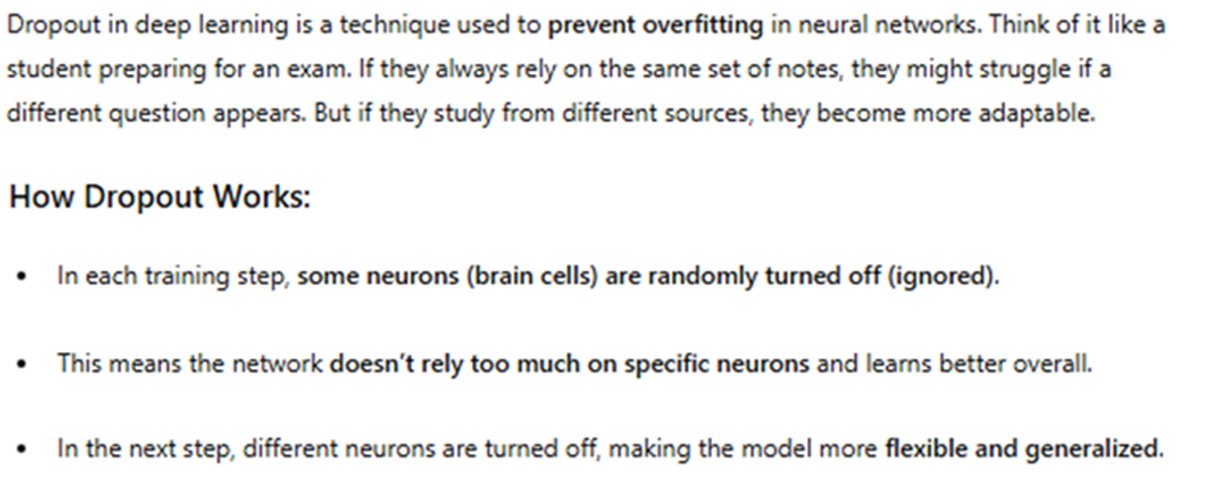 Dropout in deep learning is a technique used to prevent overfitting in neural networks. Think of it like a
student preparing for an exam. If they always rely on the same set of notes, they might struggle if a
different question appears. But if they study from different sources, they become more adaptable.
How Dropout Works:
• In each training step, some neurons (brain cells) are randomly turned off (ignored).
• This means the network doesn't rely too much on specific neurons and learns better overall.
• In the next step, different neurons are turned off, making the model more flexible and generalized.